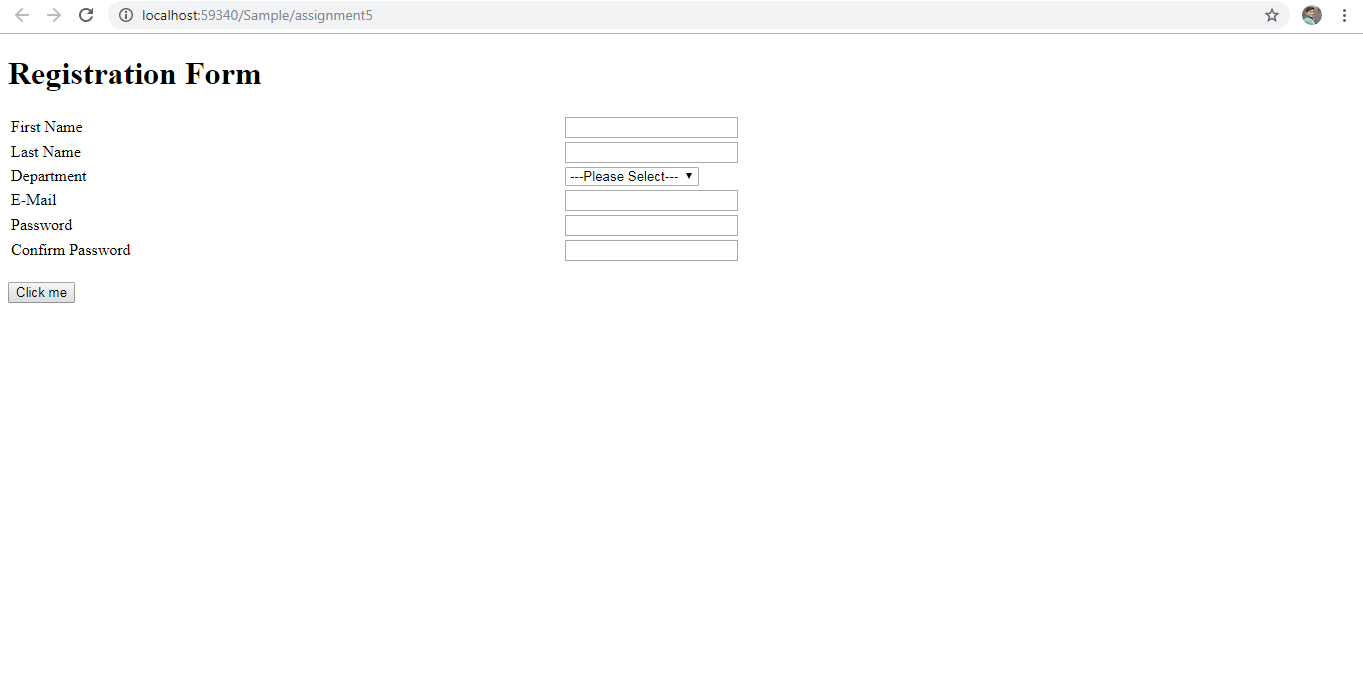 localhost:59340/Sample/assignment5
Registration Form
First Name
Last Name
Department ---Please Select---
E-Mail
Password
Confirm Password
Click me